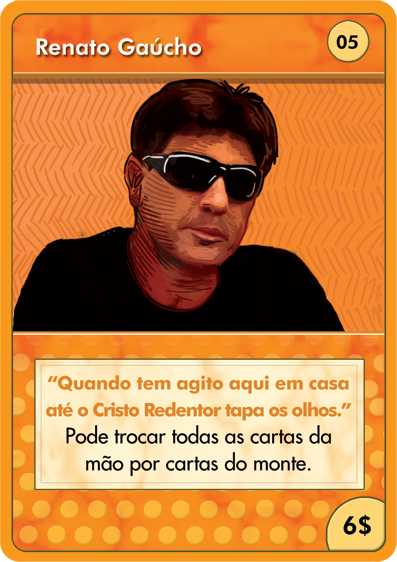 Renato Gaúcho
05
“Quando tem agito aqui em casa
até o Cristo Redentor tapa os olhos.”
Pode trocar todas as cartas da
mão por cartas do monte.
6$